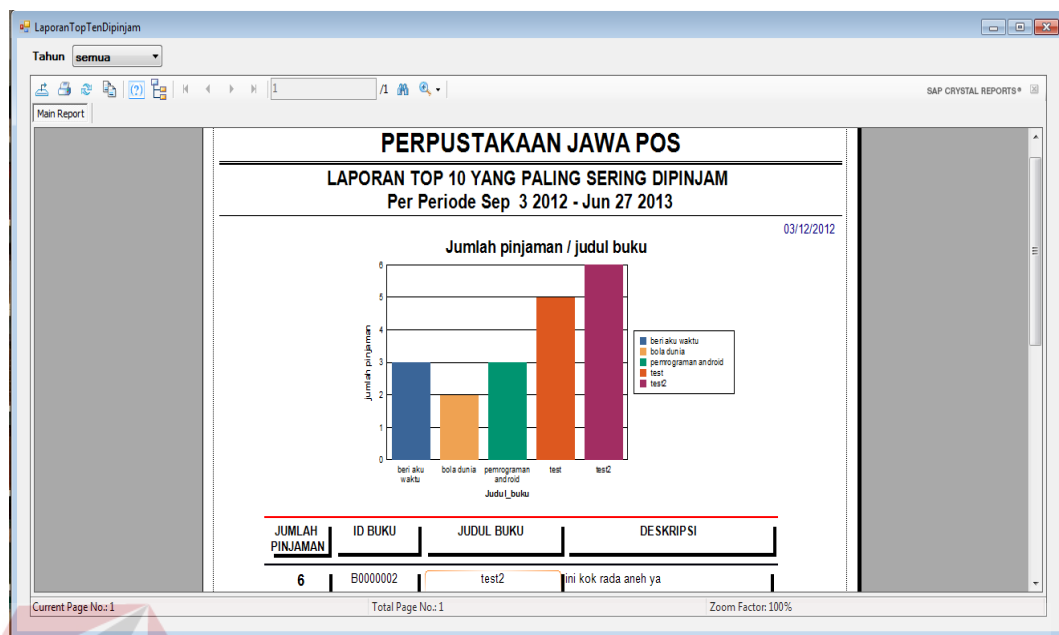 LaporanTopTenDipinjam
Tahun semua
1 /1 SAP CRYSTAL REPORTS®
Main Report
PERPUSTAKAAN JAWA POS
LAPORAN TOP 10 YANG PALING SERING DIPINJAM
Per Periode Sep 3 2012 - Jun 27 2013
03/12/2012
Jumlah pinjaman / judul buku
6
5
4
3
2
1
0
jumlah pinjaman
beri aku waktu
bola dunia
pemrograman android
test
test2
beri aku waktu
bola dunia
pemrograman android
test
test2
Judul_buku
JUMLAH PINJAMAN ID BUKU JUDUL BUKU DESKRIPSI
6 B0000002 test2 ini kok rada aneh ya
Current Page No.: 1 Total Page No.: 1 Zoom Factor: 100%